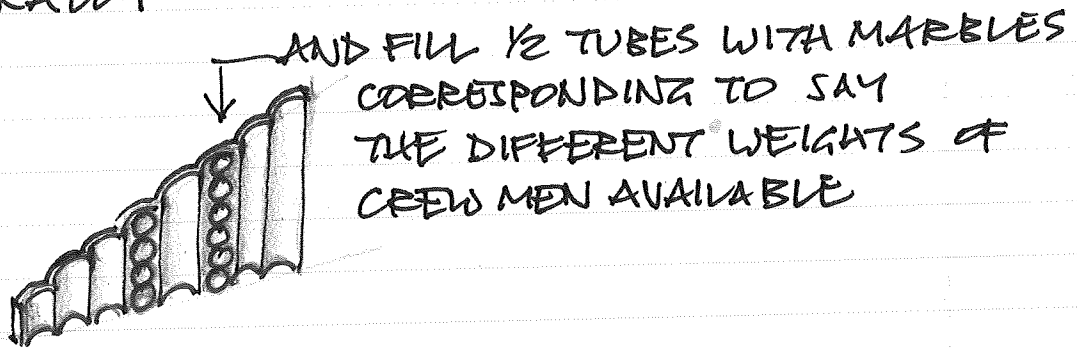 AND FILL ½ TUBES WITH MARBLES
CORRESPONDING TO SAY
THE DIFFERENT WEIGHTS OF
CREW MEN AVAILABLE